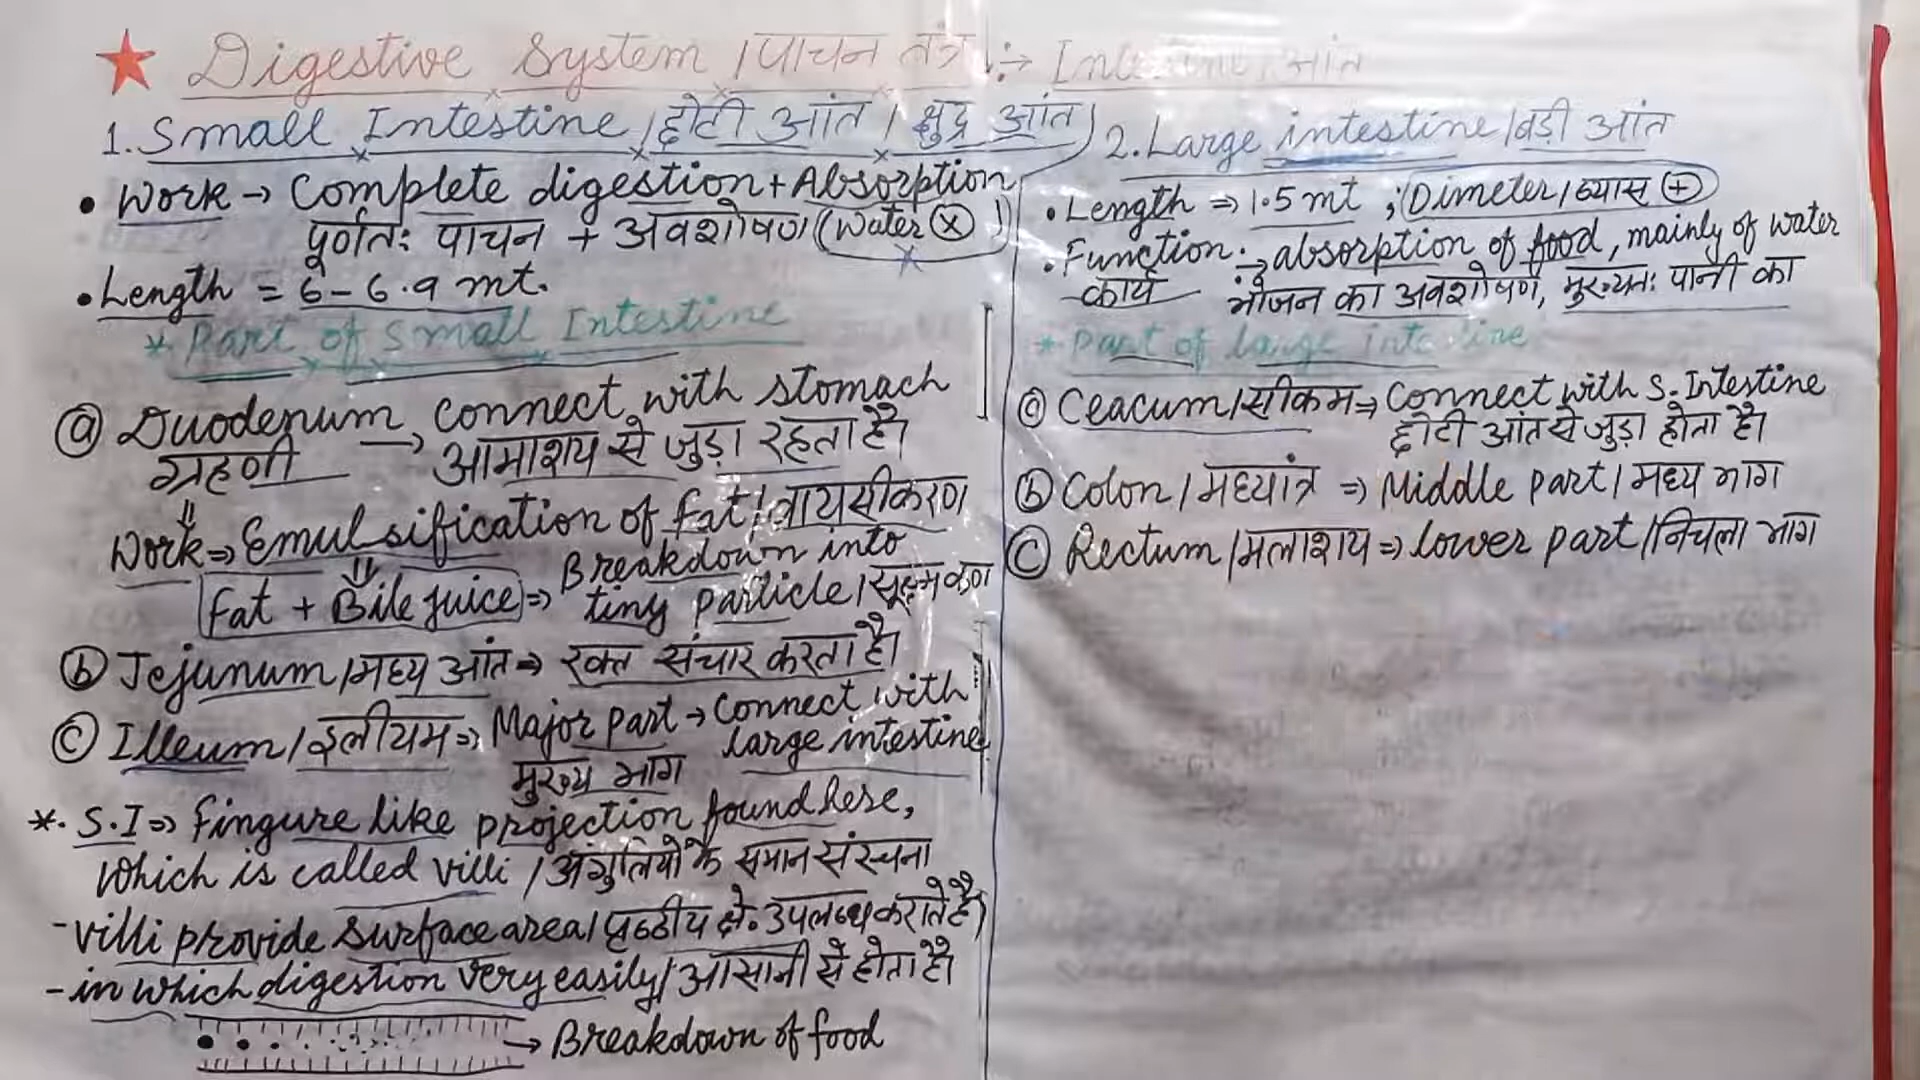 ★ Digestive System / पाचन तंत्र :→ Intestine / आंत
1. Small Intestine / छोटी आंत / क्षुद्र आंत
• Work → Complete digestion + Absorption
पूर्णतः पाचन + अवशोषण (Water ⓧ)
• Length = 6 - 6.9 mt.
* Part of Small Intestine
ⓐ Duodenum connect with stomach
ग्रहणी → आमाशय से जुड़ा रहता है।
Work ⇒ Emulsification of fat / वायसीकरण
Fat + Bile juice ⇒ Breakdown into
tiny particle / सूक्ष्म कण
ⓑ Jejunum / मध्य आंत ⇒ रक्त संचार करता है।
ⓒ Illeum / इलीयम ⇒ Major part → Connect with
मुख्य भाग large intestine
*. S.I ⇒ Fingure like projection found here,
which is called villi / अंगुलियों के समान संरचना
- villi provide surface area / पृष्ठीय क्षे॰ उपलब्ध कराते है।
- in which digestion very easily / आसानी से होता है।
→ Breakdown of food
2. Large intestine / बड़ी आंत
• Length ⇒ 1.5 mt ; Dimeter / व्यास ⊕
• Function :→ absorption of food, mainly of water
कार्य भोजन का अवशोषण, मुख्यतः पानी का
* Part of large intestine
ⓐ Ceacum / सीकम ⇒ Connect with S. Intestine
छोटी आंत से जुड़ा होता है।
ⓑ Colon / मध्यांत्र ⇒ Middle part / मध्य भाग
ⓒ Rectum / मलाशय ⇒ lower part / निचला भाग